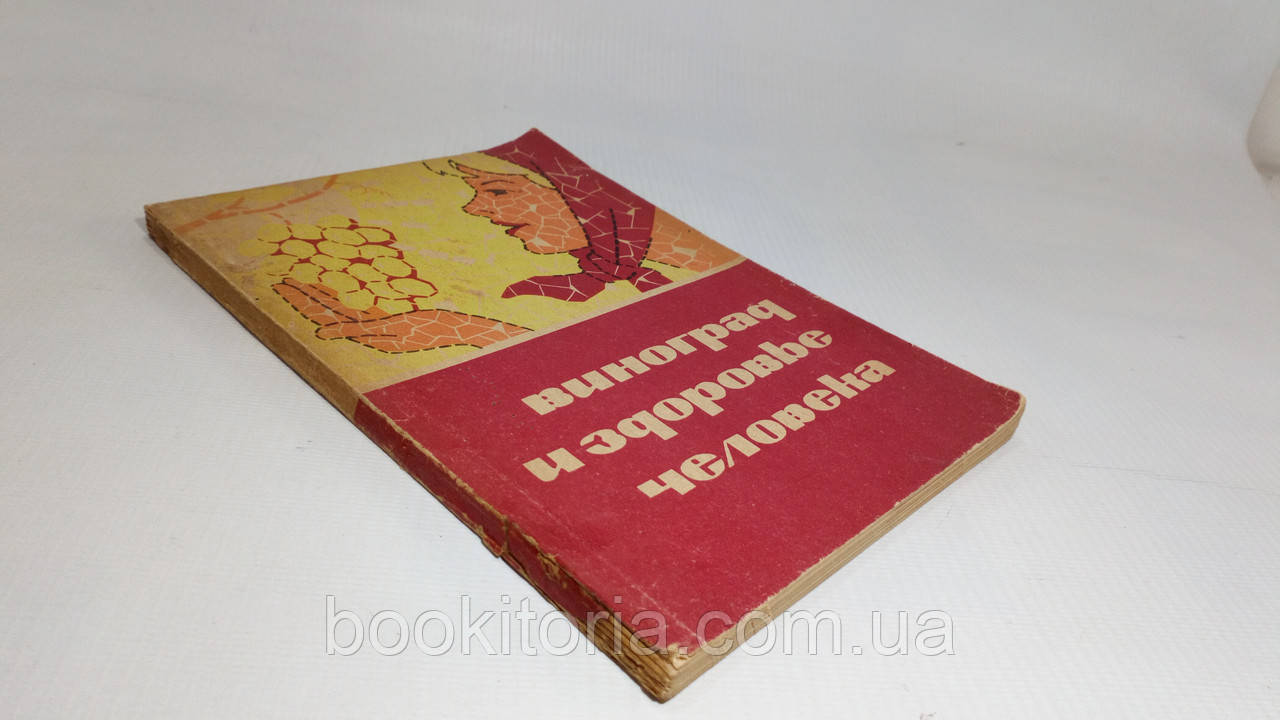 виноград
и здоровье
человека
bookitoria.com.ua